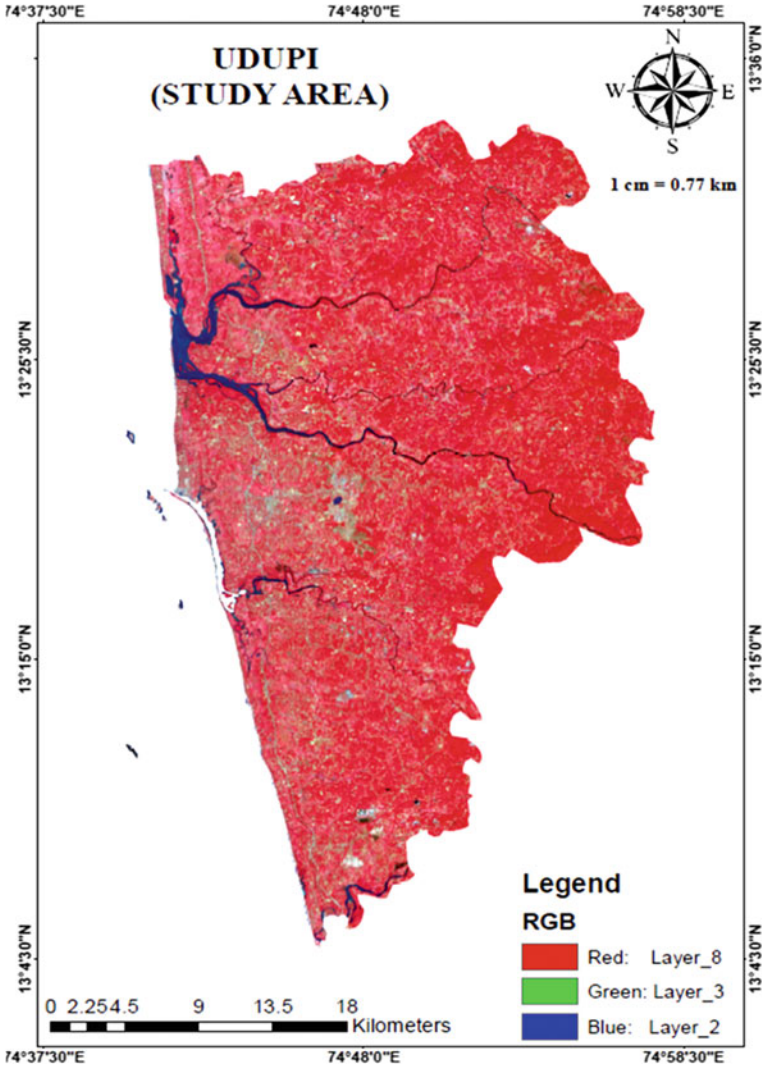 74°37'30"E 74°48'0"E 74°58'30"E
UDUPI
(STUDY AREA)
N
W E
S
1 cm = 0.77 km
13°36'0"N
13°25'30"N 13°25'30"N
13°15'0"N 13°15'0"N
13°4'30"N 13°4'30"N
Legend
RGB
Red: Layer_8
Green: Layer_3
Blue: Layer_2
0 2.25 4.5 9 13.5 18
Kilometers
74°37'30"E 74°48'0"E 74°58'30"E